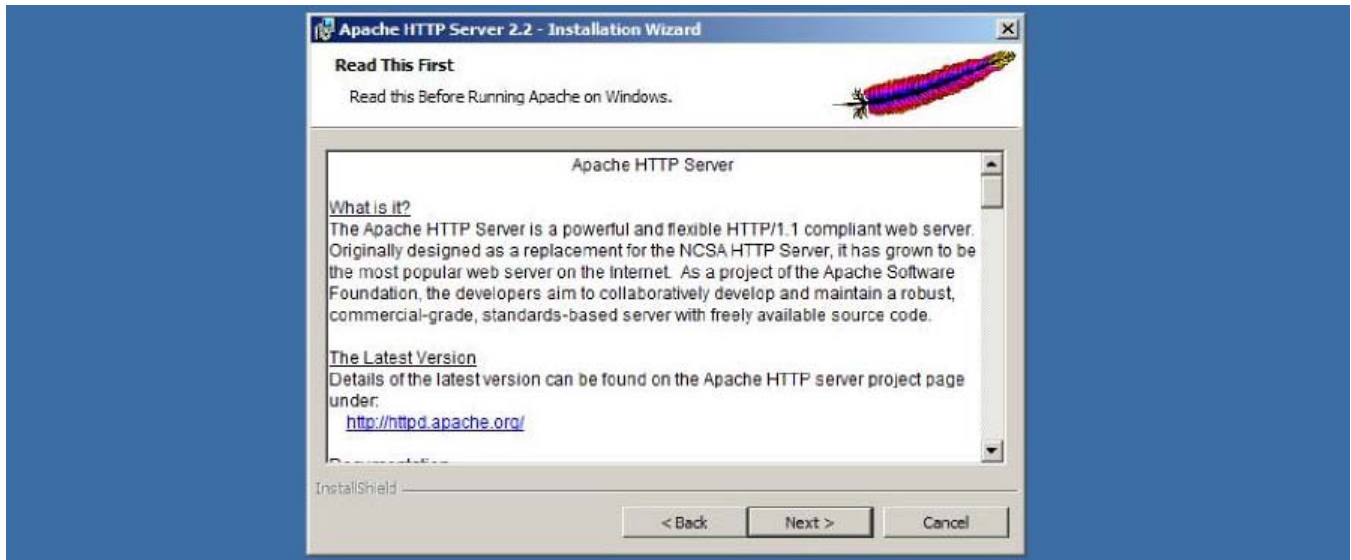 Apache HTTP Server 2.2 - Installation Wizard
Read This First
Read this Before Running Apache on Windows.
Apache HTTP Server
What is it?
The Apache HTTP Server is a powerful and flexible HTTP/1.1 compliant web server.
Originally designed as a replacement for the NCSA HTTP Server, it has grown to be
the most popular web server on the Internet. As a project of the Apache Software
Foundation, the developers aim to collaboratively develop and maintain a robust,
commercial-grade, standards-based server with freely available source code.
The Latest Version
Details of the latest version can be found on the Apache HTTP server project page
under:
http://httpd.apache.org/
InstallShield
< Back Next > Cancel